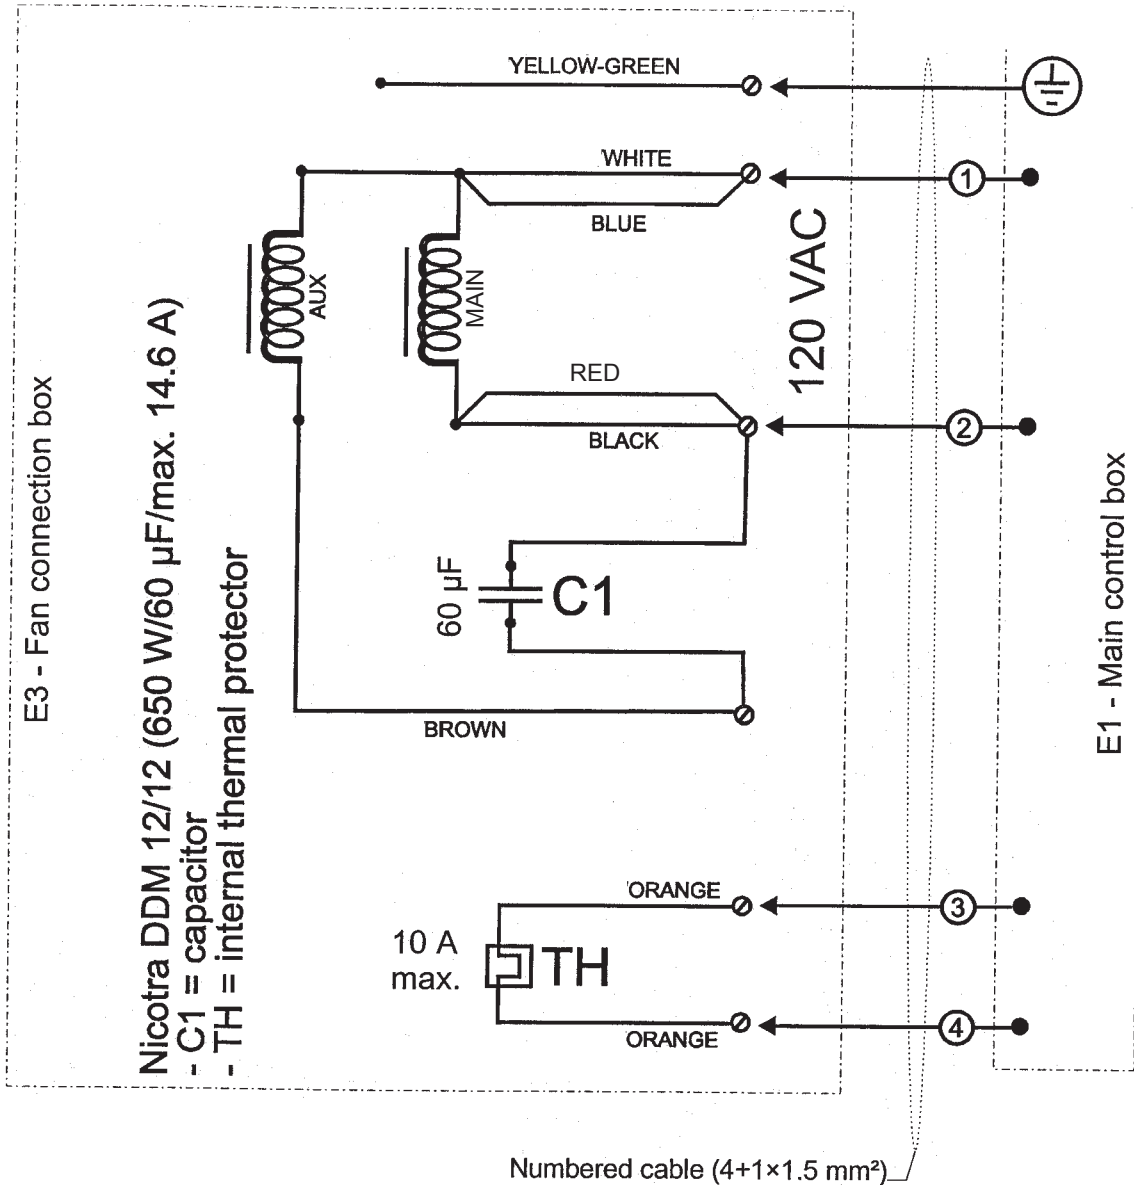 E3 - Fan connection box
Nicotra DDM 12/12 (650 W/60 µF/max. 14.6 A)
- C1 = capacitor
- TH = internal thermal protector
YELLOW-GREEN
WHITE
1
BLUE
AUX
MAIN
120 VAC
RED
2
BLACK
60 µF
C1
BROWN
ORANGE
3
10 A
max.
TH
ORANGE
4
E1 - Main control box
Numbered cable (4+1×1.5 mm²)